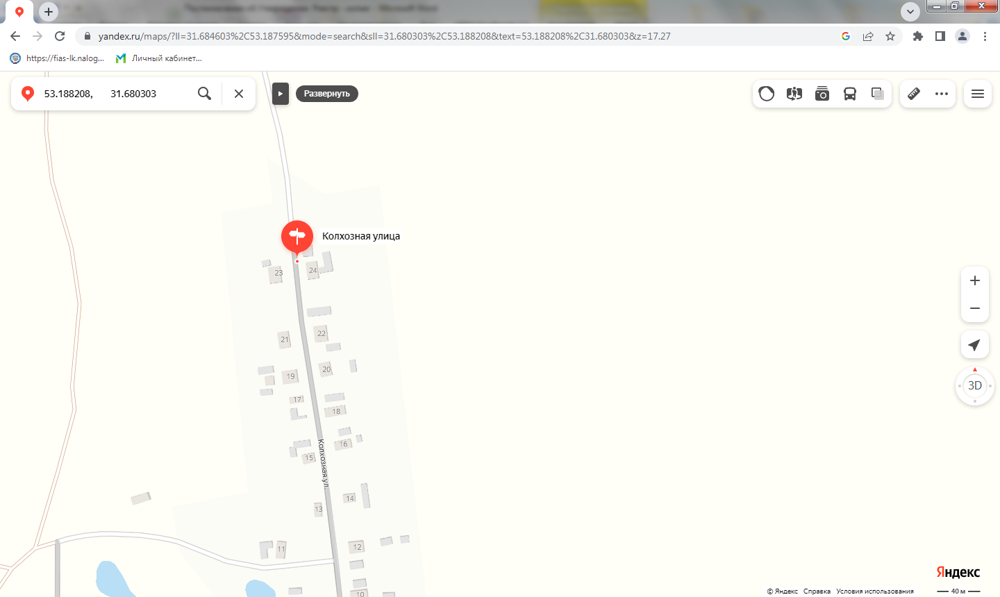 yandex.ru/maps/?ll=31.684603%2C53.187595&mode=search&sll=31.680303%2C53.188208&text=53.188208%2C31.680303&z=17.27
https://fias-lk.nalog...
Личный кабинет...
53.188208, 31.680303
Развернуть
Колхозная улица
23
24
22
21
20
19
17
18
16
15
Колхозная ул.
14
13
12
11
10
3D
Яндекс
© Яндекс Справка Условия использования
40 м